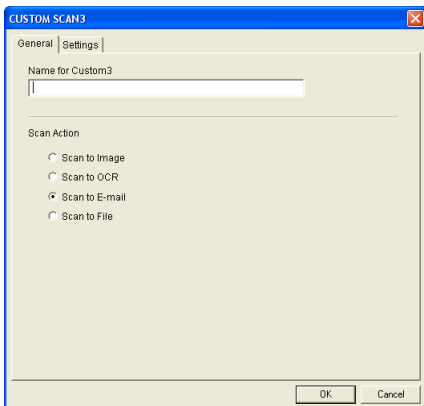 CUSTOM SCAN3
General Settings
Name for Custom3
Scan Action
Scan to Image
Scan to OCR
Scan to E-mail
Scan to File
OK Cancel